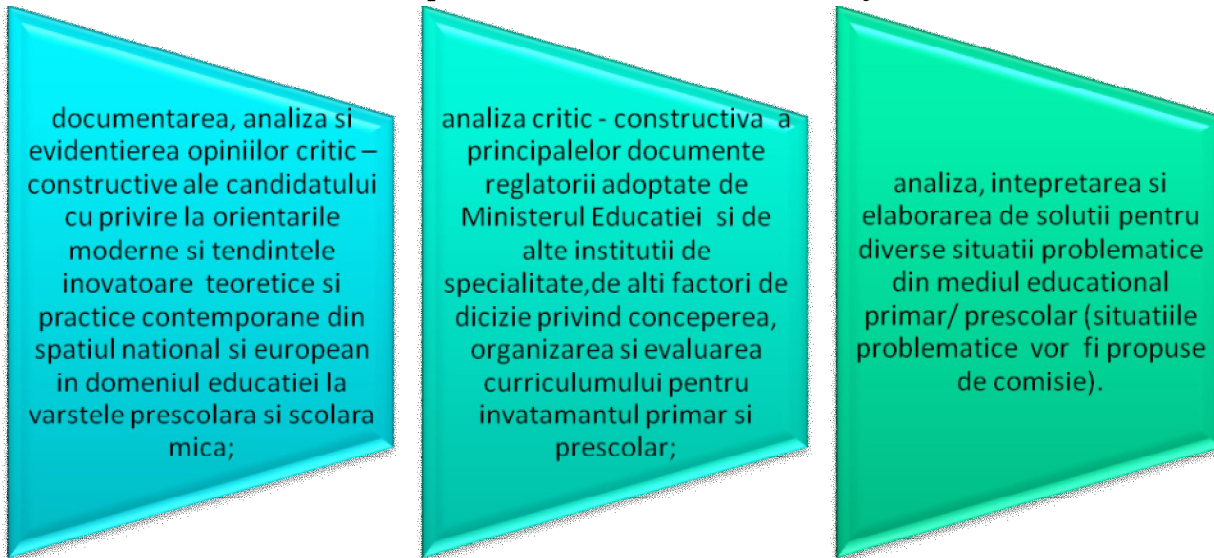 documentarea, analiza si
evidentierea opiniilor critic –
constructive ale candidatului
cu privire la orientarile
moderne si tendintele
inovatoare teoretice si
practice contemporane din
spatiul national si european
in domeniul educatiei la
varstele prescolara si scolara
mica;
analiza critic - constructiva a
principalelor documente
reglatorii adoptate de
Ministerul Educatiei si de
alte institutii de
specialitate,de alti factori de
dicizie privind conceperea,
organizarea si evaluarea
curriculumului pentru
invatamantul primar si
prescolar;
analiza, intepretarea si
elaborarea de solutii pentru
diverse situatii problematice
din mediul educational
primar/ prescolar (situatiile
problematice vor fi propuse
de comisie).